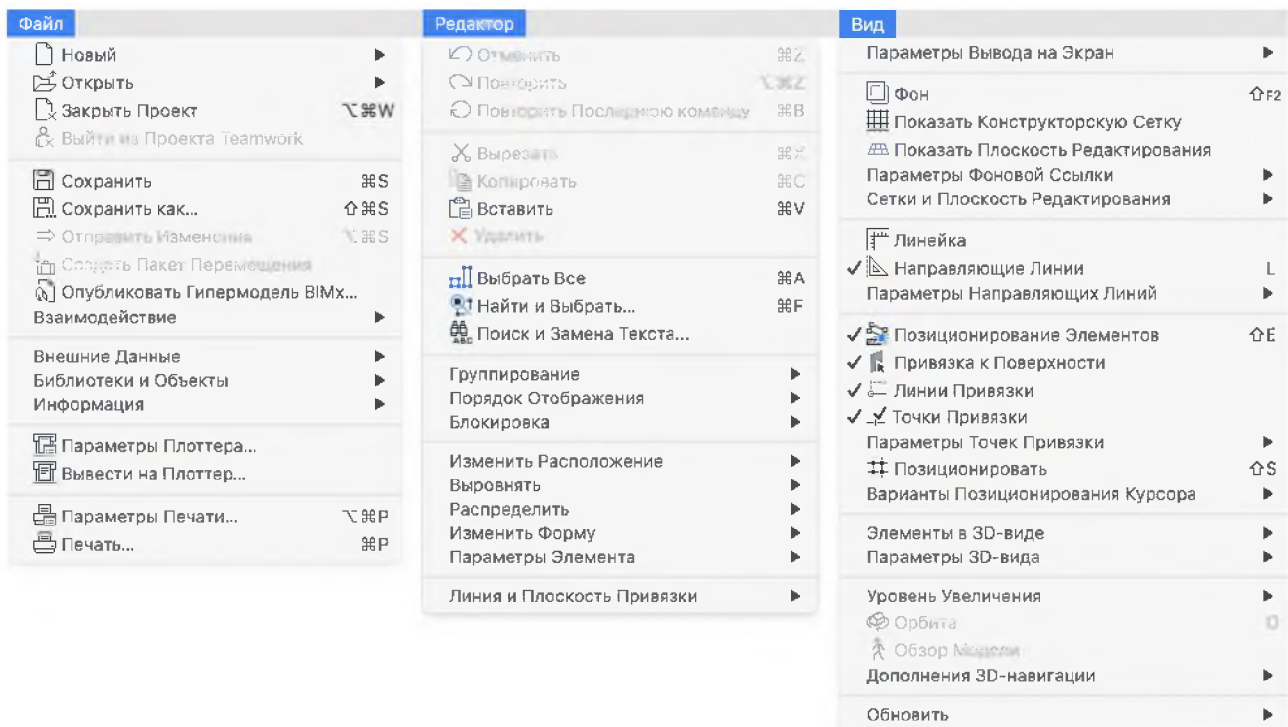 Файл
Новый
Открыть
Закрыть Проект ⌥⌘W
Выйти из Проекта Teamwork
Сохранить ⌘S
Сохранить как... ⇧⌘S
Отправить Изменения ⌥⌘S
Создать Пакет Перемещения
Опубликовать Гипермодель BIMx...
Взаимодействие
Внешние Данные
Библиотеки и Объекты
Информация
Параметры Плоттера...
Вывести на Плоттер...
Параметры Печати... ⌥⌘P
Печать... ⌘P
Редактор
Отменить ⌘Z
Повторить ⌥⌘Z
Повторить Последнюю команду ⌘B
Вырезать ⌘X
Копировать ⌘C
Вставить ⌘V
Удалить
Выбрать Все ⌘A
Найти и Выбрать... ⌘F
Поиск и Замена Текста...
Группирование
Порядок Отображения
Блокировка
Изменить Расположение
Выровнять
Распределить
Изменить Форму
Параметры Элемента
Линия и Плоскость Привязки
Вид
Параметры Вывода на Экран
Фон ⇧F2
Показать Конструкторскую Сетку
Показать Плоскость Редактирования
Параметры Фоновой Ссылки
Сетки и Плоскость Редактирования
Линейка
Направляющие Линии L
Параметры Направляющих Линий
Позиционирование Элементов ⇧E
Привязка к Поверхности
Линии Привязки
Точки Привязки
Параметры Точек Привязки
Позиционировать ⇧S
Варианты Позиционирования Курсора
Элементы в 3D-виде
Параметры 3D-вида
Уровень Увеличения
Орбита O
Обзор Модели
Дополнения 3D-навигации
Обновить